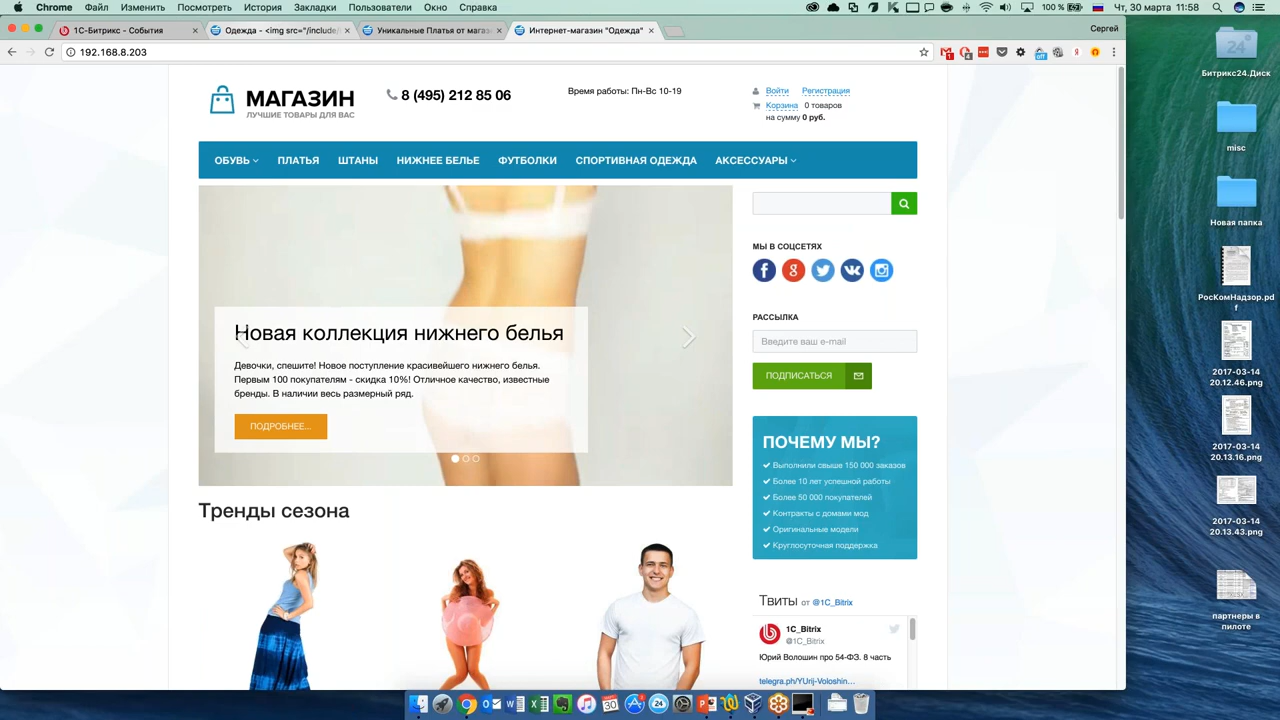 Chrome Файл Изменить Посмотреть История Закладки Пользователи Окно Справка 100 % 30 марта 11:58
1С-Битрикс - События × Одежда - <img src="/include/ × Уникальные Платья от магаз × Интернет-магазин "Одежда" × Сергей
192.168.8.203
МАГАЗИН
ЛУЧШИЕ ТОВАРЫ ДЛЯ ВАС
8 (495) 212 85 06
Время работы: Пн-Вс 10-19
Войти Регистрация
Корзина 0 товаров
на сумму 0 руб.
ОБУВЬ ПЛАТЬЯ ШТАНЫ НИЖНЕЕ БЕЛЬЕ ФУТБОЛКИ СПОРТИВНАЯ ОДЕЖДА АКСЕССУАРЫ
Новая коллекция нижнего белья
Девочки, спешите! Новое поступление красивейшего нижнего белья.
Первым 100 покупателям - скидка 10%! Отличное качество, известные
бренды. В наличии весь размерный ряд.
ПОДРОБНЕЕ...
Тренды сезона
МЫ В СОЦСЕТЯХ
РАССЫЛКА
Введите ваш e-mail
ПОДПИСАТЬСЯ
ПОЧЕМУ МЫ?
Выполнили свыше 150 000 заказов
Более 10 лет успешной работы
Более 50 000 покупателей
Контракты с домами мод
Оригинальные модели
Круглосуточная поддержка
Твиты от @1C_Bitrix
1C_Bitrix
@1C_Bitrix
Юрий Волошин про 54-ФЗ. 8 часть
telegra.ph/YUrij-Voloshin…
24
Битрикс24.Диск
misc
Новая папка
РосКомНадзор.pd
f
2017-03-14
20.12.46.png
2017-03-14
20.13.16.png
2017-03-14
20.13.43.png
партнеры в
пилоте